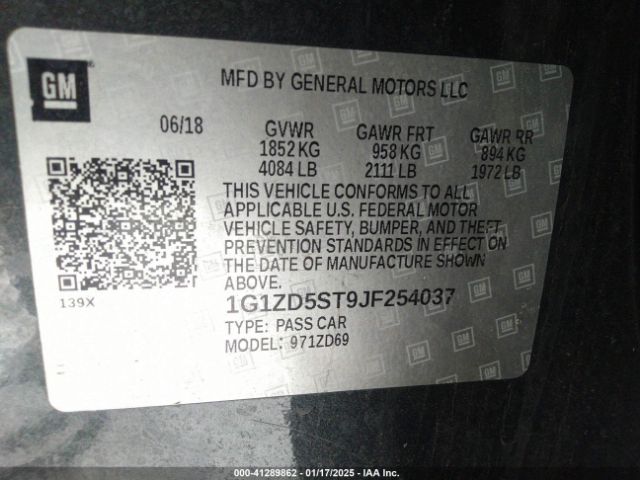 GM
MFD BY GENERAL MOTORS LLC
06/18 GVWR GAWR FRT GAWR RR
1852 KG 958 KG 894 KG
4084 LB 2111 LB 1972 LB
THIS VEHICLE CONFORMS TO ALL
APPLICABLE U.S. FEDERAL MOTOR
VEHICLE SAFETY, BUMPER, AND THEFT
PREVENTION STANDARDS IN EFFECT ON
THE DATE OF MANUFACTURE SHOWN
ABOVE.
139X
1G1ZD5ST9JF254037
TYPE: PASS CAR
MODEL: 971ZD69
000-41289862 - 01/17/2025 - IAA Inc.